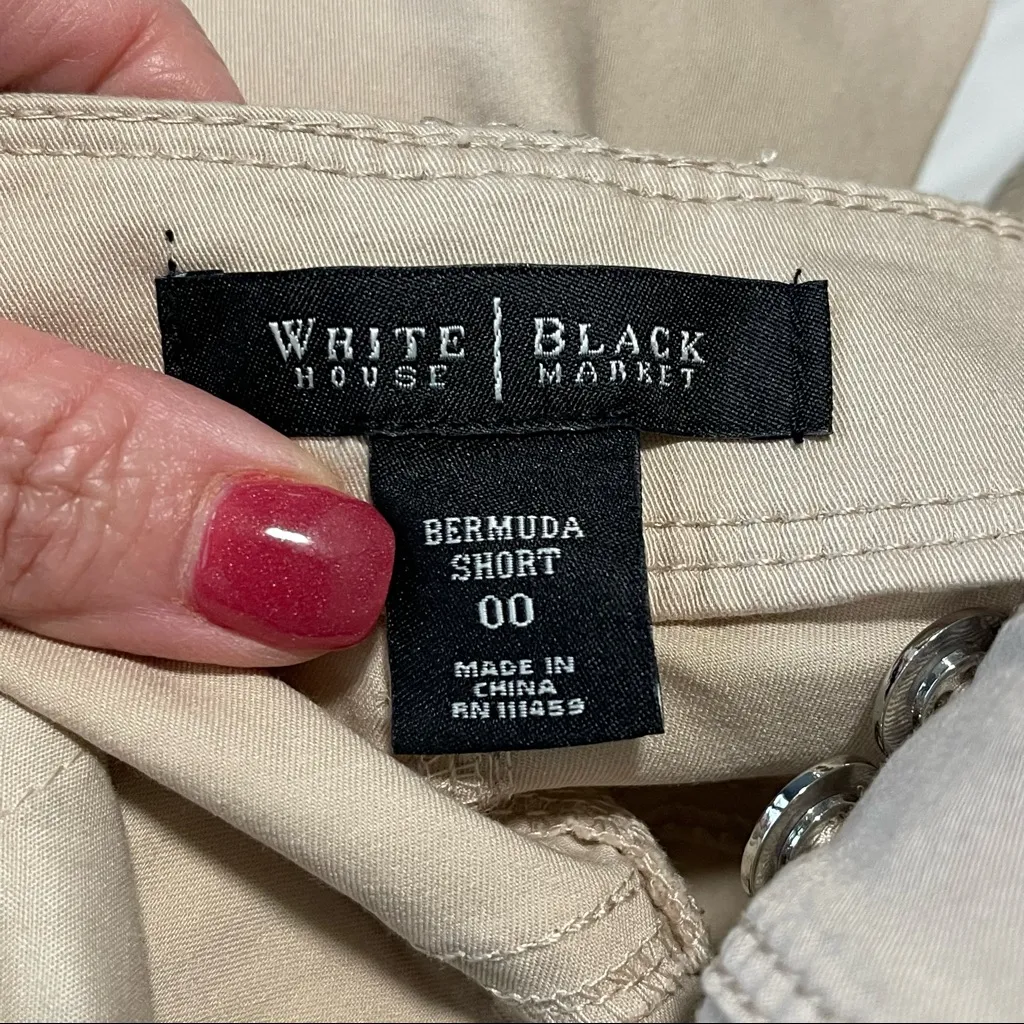 WHITE | BLACK
HOUSE MARKET
BERMUDA
SHORT
00
MADE IN
CHINA
RN 111459